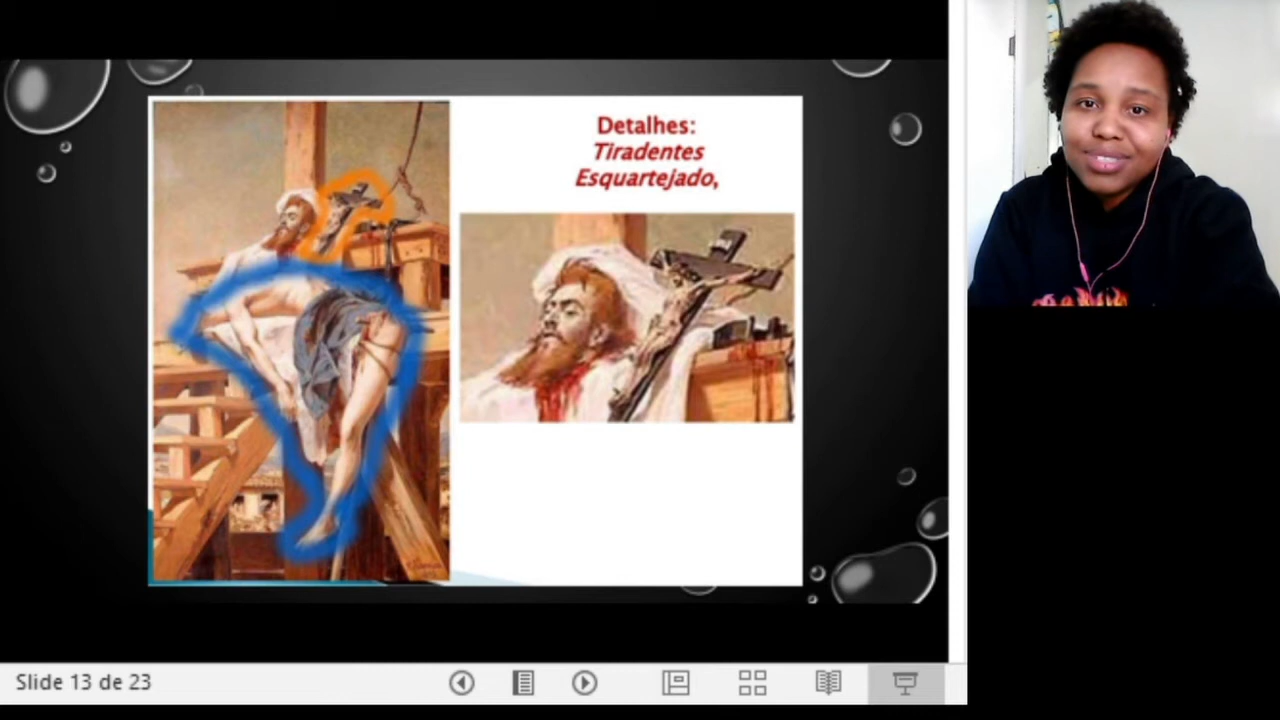 Detalhes:
Tiradentes
Esquartejado,
Slide 13 de 23